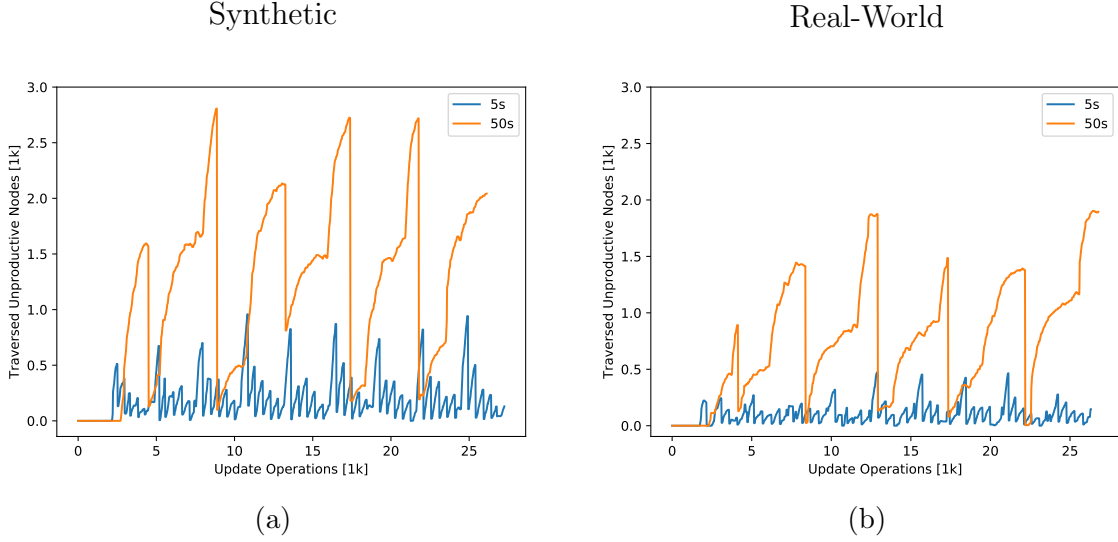 Synthetic
Real-World
3.0
2.5
2.0
1.5
1.0
0.5
0.0
Traversed Unproductive Nodes [1k]
5s
50s
0
5
10
15
20
25
Update Operations [1k]
(a)
3.0
2.5
2.0
1.5
1.0
0.5
0.0
Traversed Unproductive Nodes [1k]
5s
50s
0
5
10
15
20
25
Update Operations [1k]
(b)